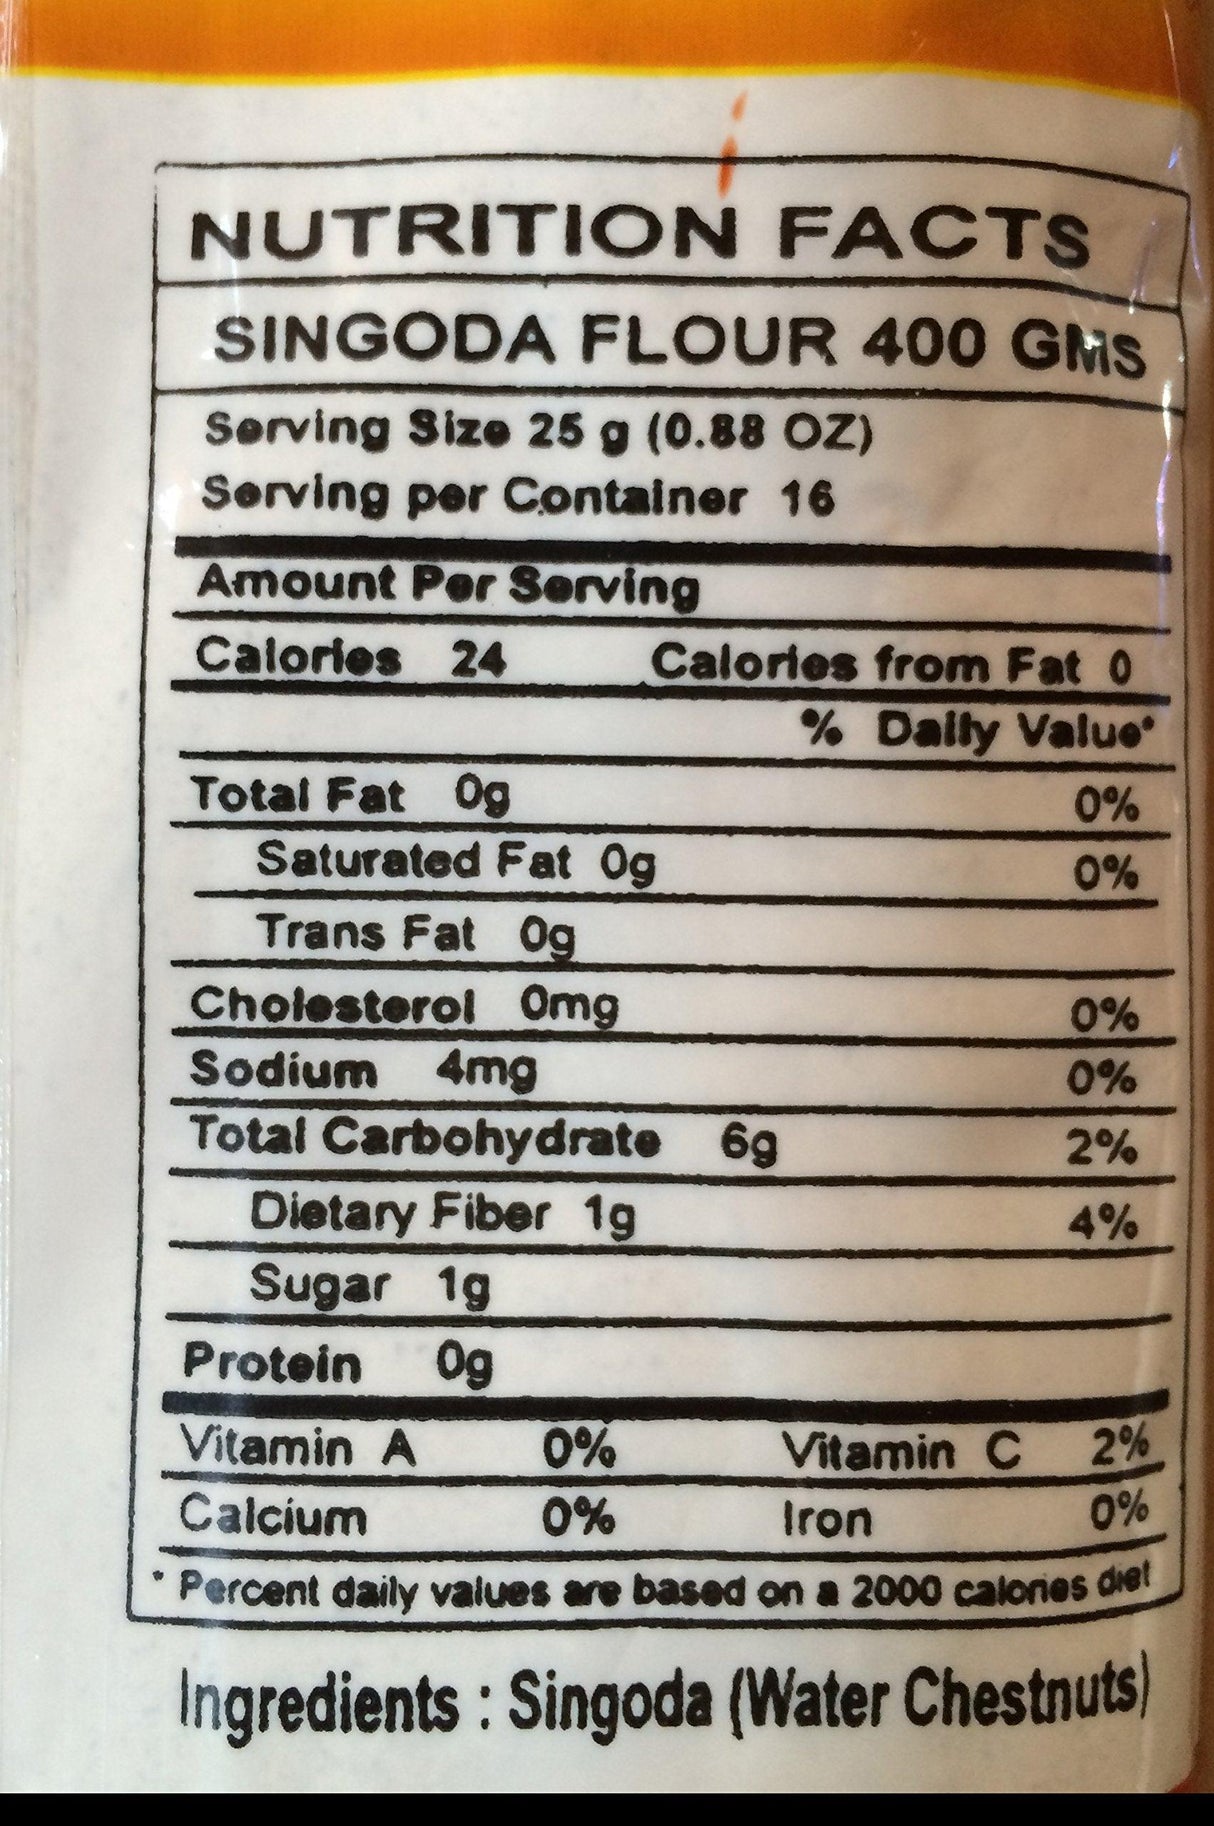 NUTRITION FACTS
SINGODA FLOUR 400 GMS
Serving Size 25 g (0.88 OZ)
Serving per Container 16
Amount Per Serving
Calories 24 Calories from Fat 0
% Daily Value*
Total Fat 0g 0%
Saturated Fat 0g 0%
Trans Fat 0g
Cholesterol 0mg 0%
Sodium 4mg 0%
Total Carbohydrate 6g 2%
Dietary Fiber 1g 4%
Sugar 1g
Protein 0g
Vitamin A 0% Vitamin C 2%
Calcium 0% Iron 0%
* Percent daily values are based on a 2000 calories diet
Ingredients : Singoda (Water Chestnuts)